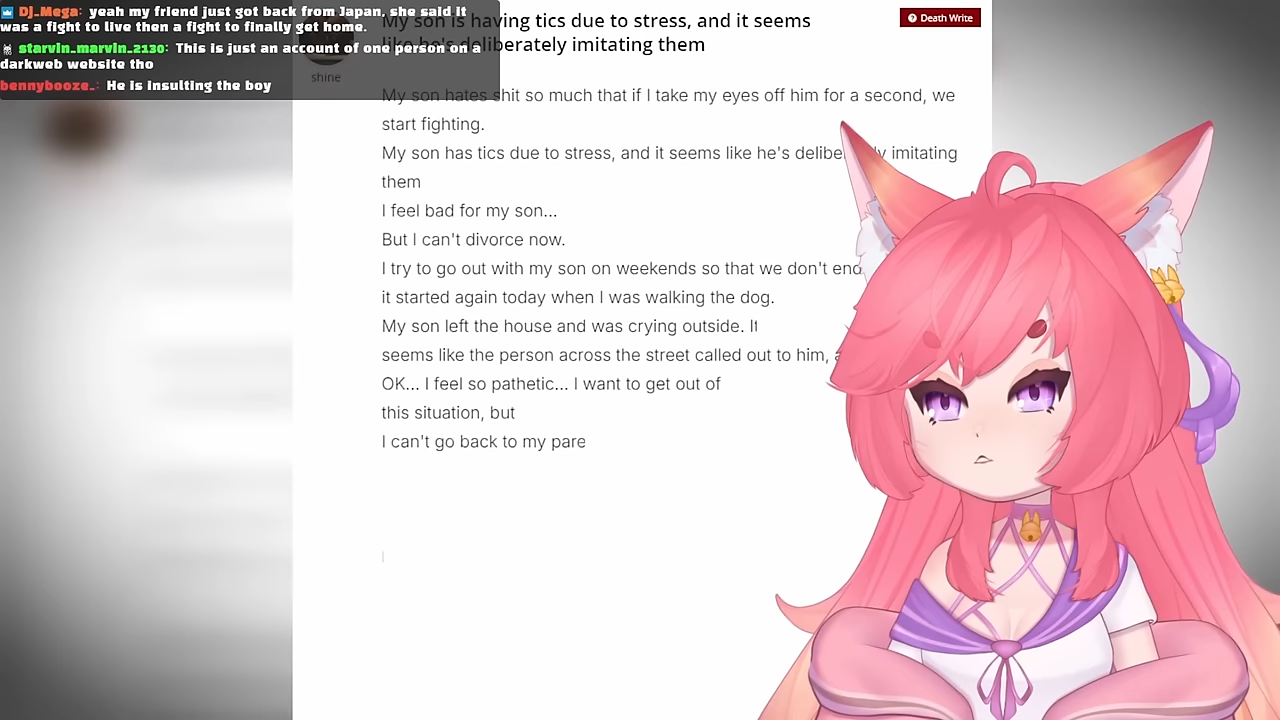 DJ_Mega: yeah my friend just got back from Japan, she said it
was a fight to live then a fight to finally get home.
starvin_marvin_2130: This is just an account of one person on a
darkweb website tho
bennybooze_: He is insulting the boy
shine
My son is having tics due to stress, and it seems
like he's deliberately imitating them
Death Write
My son hates shit so much that if I take my eyes off him for a second, we
start fighting.
My son has tics due to stress, and it seems like he's deliberately imitating
them
I feel bad for my son...
But I can't divorce now.
I try to go out with my son on weekends so that we don't end
it started again today when I was walking the dog.
My son left the house and was crying outside. It
seems like the person across the street called out to him,
OK... I feel so pathetic... I want to get out of
this situation, but
I can't go back to my pare